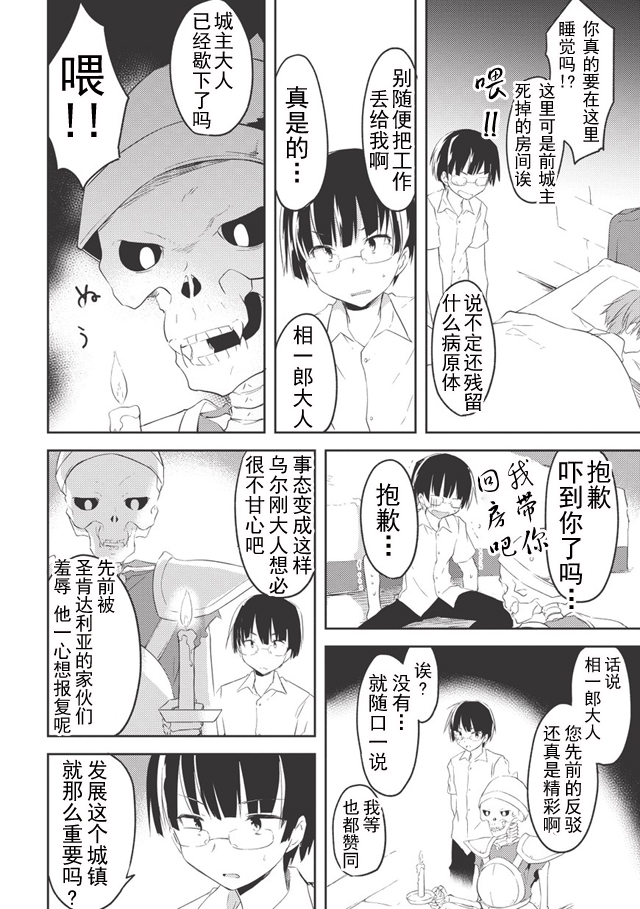 你真的要在这里
睡觉吗!?
这里可是前城主
死掉的房间诶
喂!!
说不定还残留
什么病原体
别随便把工作
丢给我啊
真是的…
相一郎大人
城主大人
已经歇下了吗
喂!!
ぬぅ
抱歉
吓到你了吗…
我带你
回房吧
抱歉…
话说
相一郎大人
您先前的反驳
还真是精彩啊
诶?
没有…
就随口一说
我等
也都赞同
事态变成这样
乌尔刚大人想必
很不甘心吧
先前被
圣肯达利亚的家伙们
羞辱 他一心想报复呢
发展这个城镇
就那么重要吗?